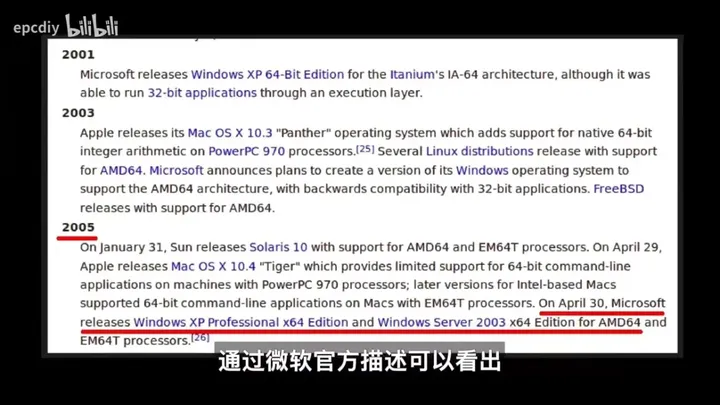 epcdiy bilibili
2001
Microsoft releases Windows XP 64-Bit Edition for the Itanium's IA-64 architecture, although it was
able to run 32-bit applications through an execution layer.
2003
Apple releases its Mac OS X 10.3 "Panther" operating system which adds support for native 64-bit
integer arithmetic on PowerPC 970 processors.[25] Several Linux distributions release with support
for AMD64. Microsoft announces plans to create a version of its Windows operating system to
support the AMD64 architecture, with backwards compatibility with 32-bit applications. FreeBSD
releases with support for AMD64.
2005
On January 31, Sun releases Solaris 10 with support for AMD64 and EM64T processors. On April 29,
Apple releases Mac OS X 10.4 "Tiger" which provides limited support for 64-bit command-line
applications on machines with PowerPC 970 processors; later versions for Intel-based Macs
supported 64-bit command-line applications on Macs with EM64T processors. On April 30, Microsoft
releases Windows XP Professional x64 Edition and Windows Server 2003 x64 Edition for AMD64 and
EM64T processors.[26]
通过微软官方描述可以看出